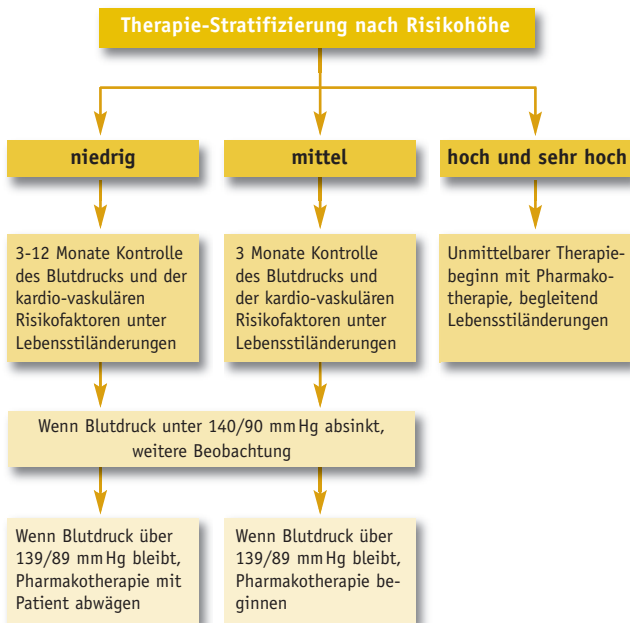 Therapie-Stratifizierung nach Risikohöhe
niedrig
mittel
hoch und sehr hoch
3-12 Monate Kontrolle
des Blutdrucks und der
kardio-vaskulären
Risikofaktoren unter
Lebensstiländerungen
3 Monate Kontrolle
des Blutdrucks und
der kardio-vaskulären
Risikofaktoren unter
Lebensstiländerungen
Unmittelbarer Therapie-
beginn mit Pharmako-
therapie, begleitend
Lebensstiländerungen
Wenn Blutdruck unter 140/90 mm Hg absinkt,
weitere Beobachtung
Wenn Blutdruck über
139/89 mm Hg bleibt,
Pharmakotherapie mit
Patient abwägen
Wenn Blutdruck über
139/89 mm Hg bleibt,
Pharmakotherapie be-
ginnen